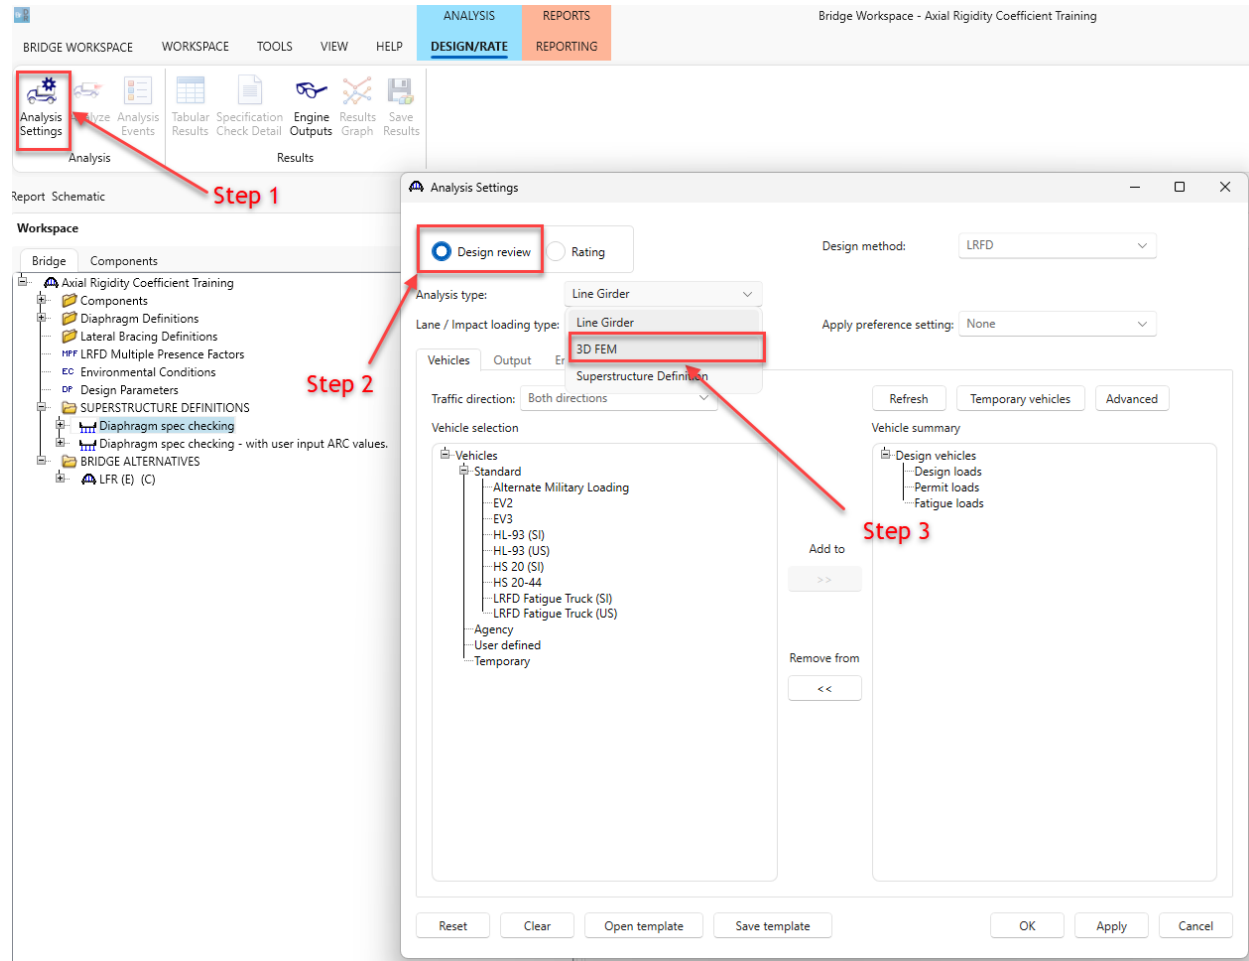 ANALYSIS REPORTS Bridge Workspace - Axial Rigidity Coefficient Training
BRIDGE WORKSPACE WORKSPACE TOOLS VIEW HELP DESIGN/RATE REPORTING
Analysis Settings
Analysis Events
Tabular Results
Specification Check Detail
Engine Outputs
Results Graph
Save Results
Analysis Results
Report Schematic
Step 1
Workspace
Bridge Components
Axial Rigidity Coefficient Training
Components
Diaphragm Definitions
Lateral Bracing Definitions
MPF LRFD Multiple Presence Factors
EC Environmental Conditions
DP Design Parameters
SUPERSTRUCTURE DEFINITIONS
Diaphragm spec checking
Diaphragm spec checking - with user input ARC values.
BRIDGE ALTERNATIVES
LFR (E) (C)
Step 2
Analysis Settings
Design review Rating
Design method: LRFD
Analysis type: Line Girder
Lane / Impact loading type:
Line Girder
3D FEM
Superstructure Definition
Apply preference setting: None
Vehicles Output
Traffic direction: Both directions
Refresh Temporary vehicles Advanced
Vehicle selection
Vehicles
Standard
Alternate Military Loading
EV2
EV3
HL-93 (SI)
HL-93 (US)
HS 20 (SI)
HS 20-44
LRFD Fatigue Truck (SI)
LRFD Fatigue Truck (US)
Agency
User defined
Temporary
Add to
>>
Remove from
<<
Vehicle summary
Design vehicles
Design loads
Permit loads
Fatigue loads
Step 3
Reset Clear Open template Save template OK Apply Cancel